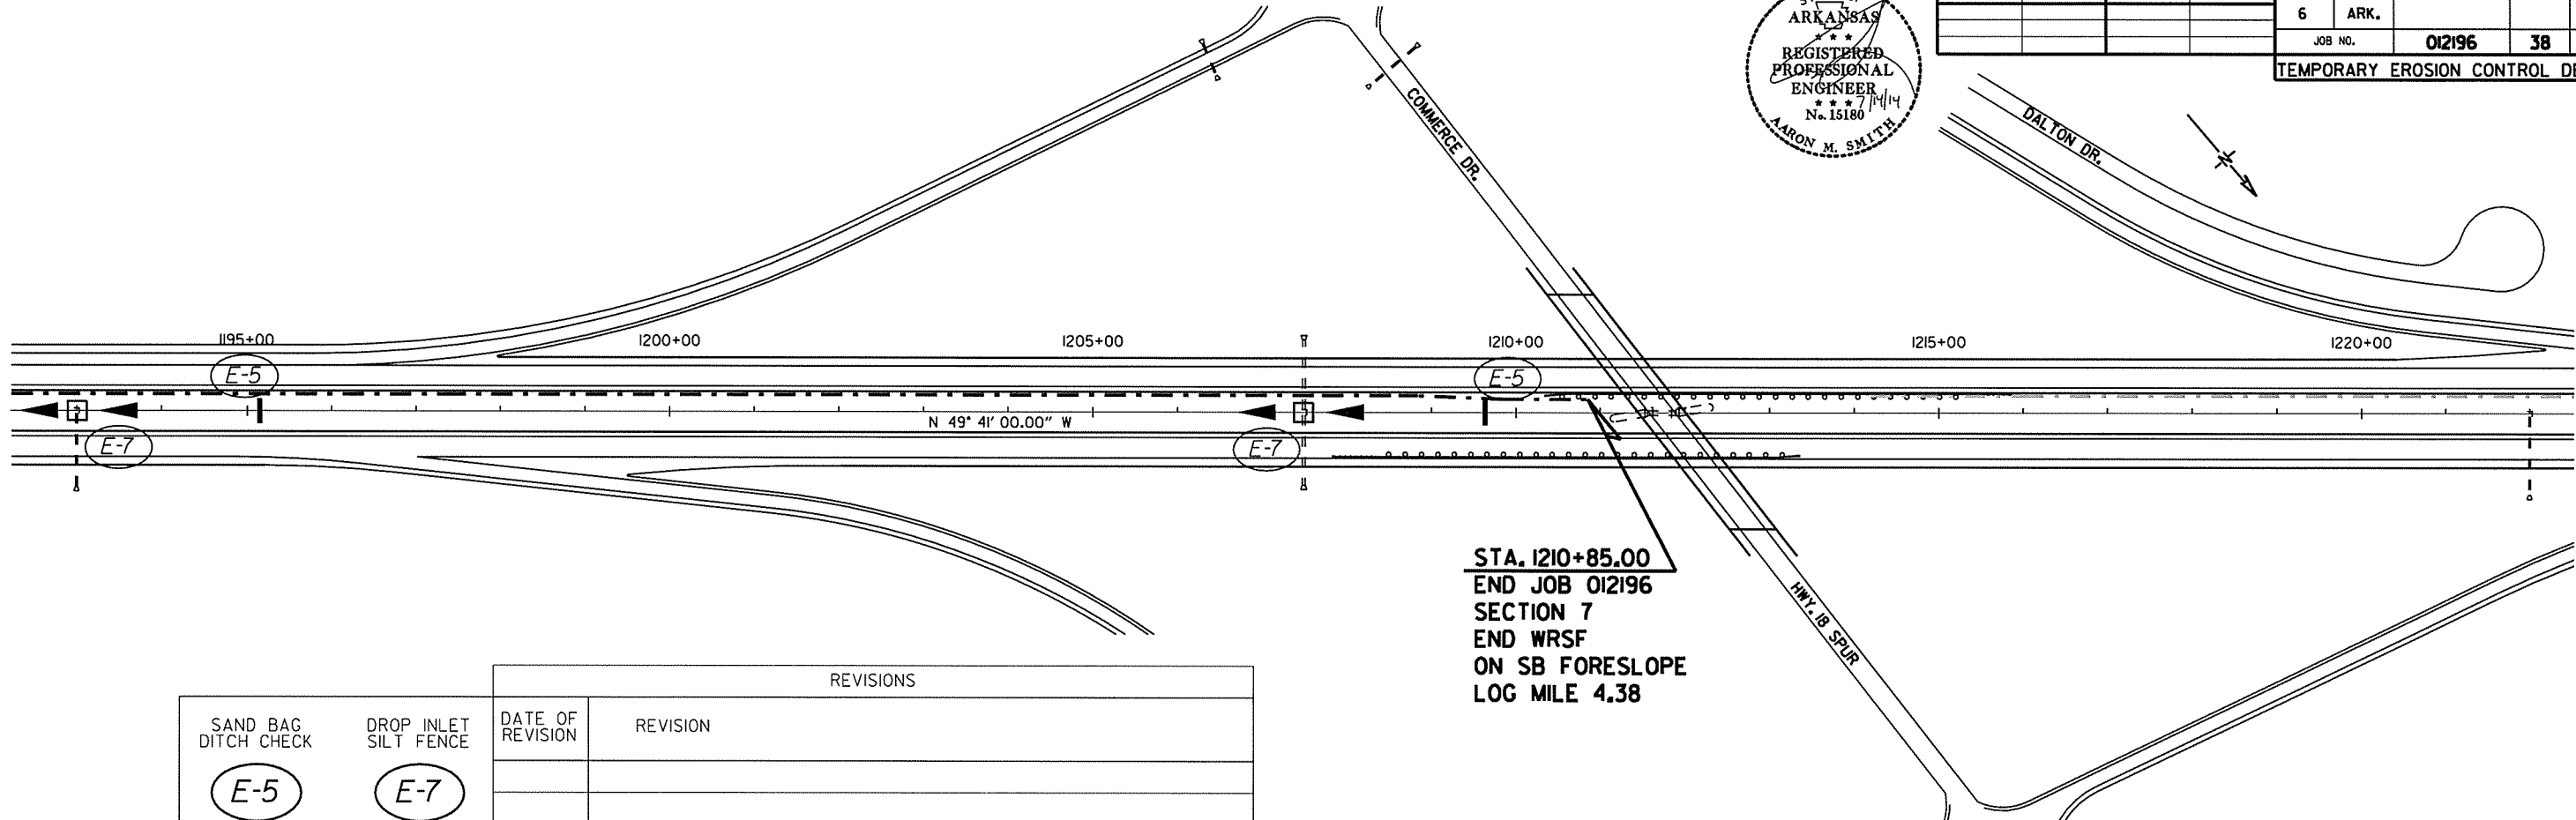 ARKANSAS
★ ★ ★
REGISTERED
PROFESSIONAL
ENGINEER
★ ★ ★ 7/14/14
No. 15180
AARON M. SMITH
6 ARK.
JOB NO. 012196 38
TEMPORARY EROSION CONTROL DE
COMMERCE DR.
DALTON DR.
N
1195+00
1200+00
1205+00
1210+00
1215+00
1220+00
E-5
E-5
N 49° 41' 00.00" W
E-7
E-7
STA. 1210+85.00
END JOB 012196
SECTION 7
END WRSF
ON SB FORESLOPE
LOG MILE 4.38
HWY. 18 SPUR
REVISIONS
DATE OF
REVISION
REVISION
SAND BAG
DITCH CHECK
DROP INLET
SILT FENCE
E-5
E-7